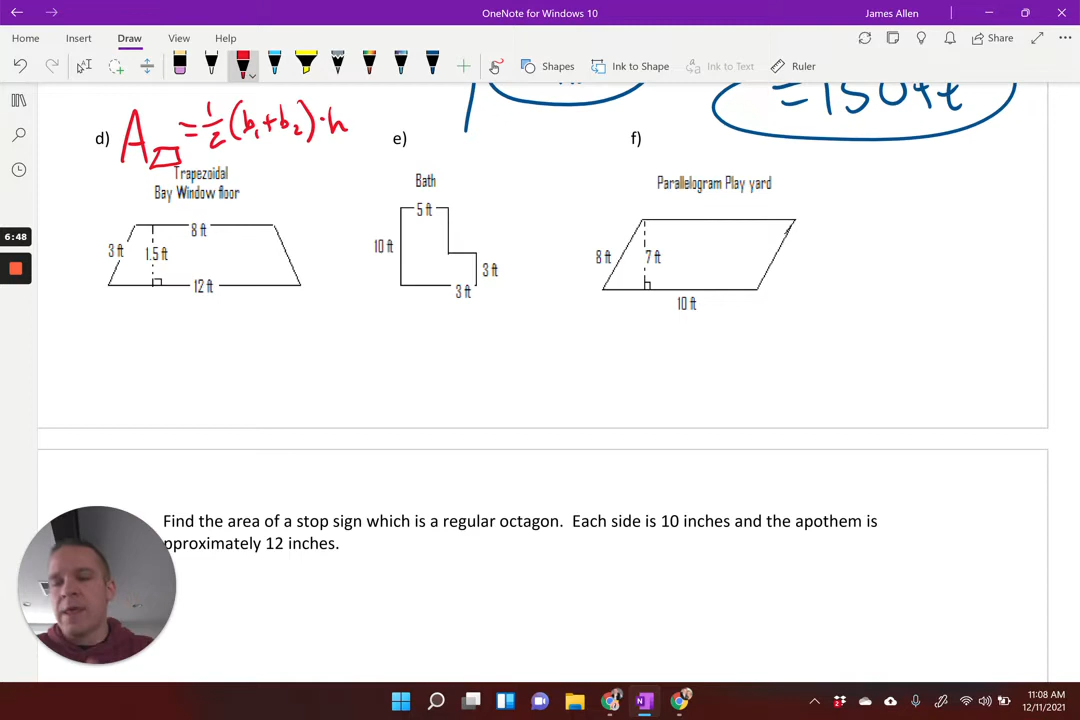 OneNote for Windows 10
James Allen
Home Insert Draw View Help
Share
Shapes
Ink to Shape
Ink to Text
Ruler
= 150ft
d) A = 1/2 (b₁+b₂)·h
e)
f)
Trapezoidal
Bay Window floor
8 ft
3 ft
1.5 ft
12 ft
Bath
5 ft
10 ft
3 ft
3 ft
Parallelogram Play yard
8 ft
7 ft
10 ft
6:48
Find the area of a stop sign which is a regular octagon. Each side is 10 inches and the apothem is
pproximately 12 inches.
11:08 AM
12/11/2021